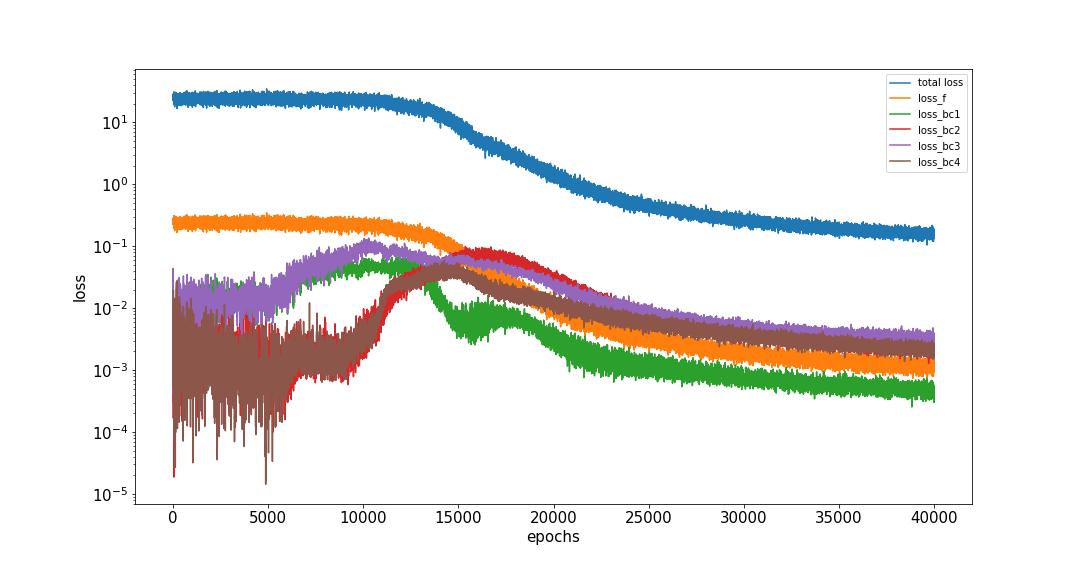 total loss
loss_f
loss_bc1
loss_bc2
loss_bc3
loss_bc4
10¹
10⁰
10⁻¹
10⁻²
10⁻³
10⁻⁴
10⁻⁵
loss
0 5000 10000 15000 20000 25000 30000 35000 40000
epochs